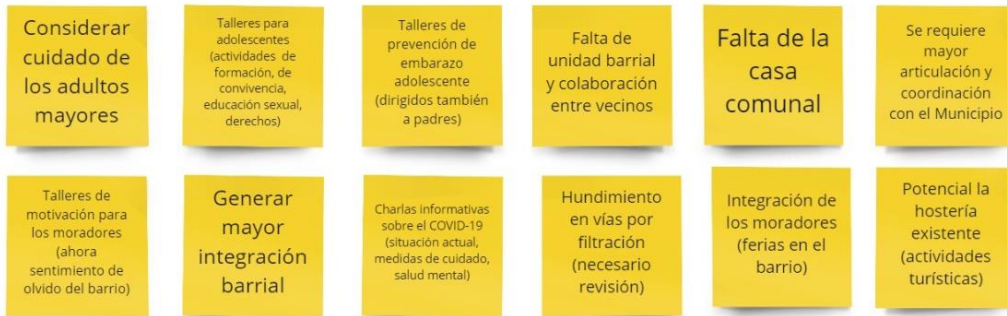 Considerar
cuidado de
los adultos
mayores
Talleres para
adolescentes
(actividades de
formación, de
convivencia,
educación sexual,
derechos)
Talleres de
prevención de
embarazo
adolescente
(dirigidos también
a padres)
Falta de
unidad barrial
y colaboración
entre vecinos
Falta de la
casa
comunal
Se requiere
mayor
articulación y
coordinación
con el Municipio
Talleres de
motivación para
los moradores
(ahora
sentimiento de
olvido del barrio)
Generar
mayor
integración
barrial
Charlas informativas
sobre el COVID-19
(situación actual,
medidas de cuidado,
salud mental)
Hundimiento
en vías por
filtración
(necesario
revisión)
Integración de
los moradores
(ferias en el
barrio)
Potencial la
hostería
existente
(actividades
turísticas)